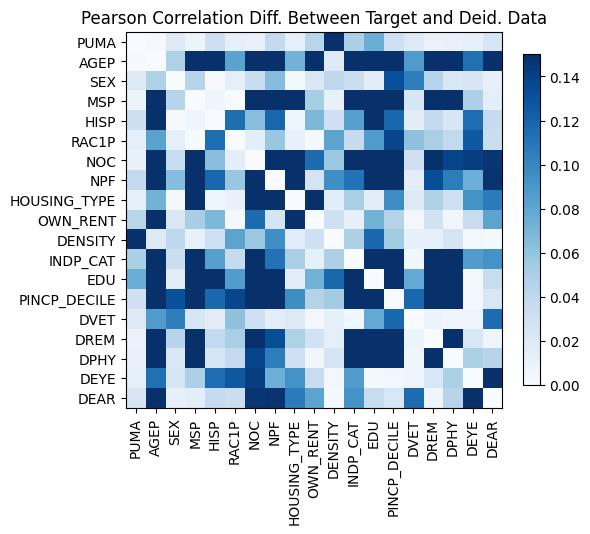 Pearson Correlation Diff. Between Target and Deid. Data
PUMA
AGEP
SEX
MSP
HISP
RAC1P
NOC
NPF
HOUSING_TYPE
OWN_RENT
DENSITY
INDP_CAT
EDU
PINCP_DECILE
DVET
DREM
DPHY
DEYE
DEAR
PUMA
AGEP
SEX
MSP
HISP
RAC1P
NOC
NPF
HOUSING_TYPE
OWN_RENT
DENSITY
INDP_CAT
EDU
PINCP_DECILE
DVET
DREM
DPHY
DEYE
DEAR
0.14
0.12
0.10
0.08
0.06
0.04
0.02
0.00